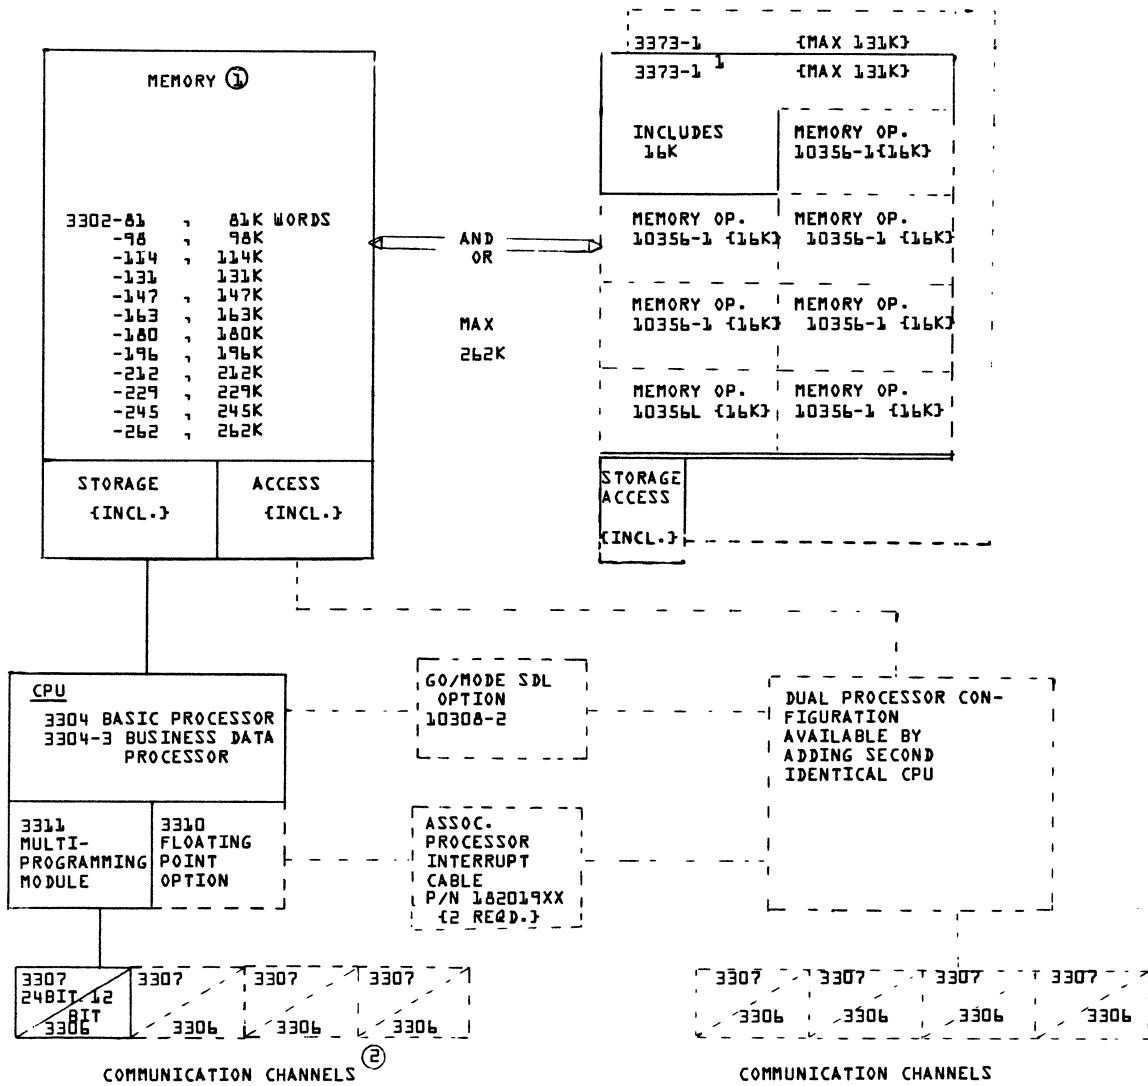 MEMORY ①
3302-81 , 81K WORDS
-98 , 98K
-114 , 114K
-131 131K
-147 , 147K
-163 , 163K
-180 , 180K
-196 , 196K
-212 , 212K
-229 , 229K
-245 , 245K
-262 , 262K
STORAGE
{INCL.}
ACCESS
{INCL.}
AND
OR
MAX
262K
3373-1 {MAX 131K}
3373-1 1 {MAX 131K}
INCLUDES
16K
MEMORY OP.
10356-1{16K}
MEMORY OP.
10356-1 {16K}
MEMORY OP.
10356-1 {16K}
MEMORY OP.
10356-1 {16K}
MEMORY OP.
10356-1 {16K}
MEMORY OP.
10356L {16K}
MEMORY OP.
10356-1 {16K}
STORAGE
ACCESS
{INCL.}
CPU
3304 BASIC PROCESSOR
3304-3 BUSINESS DATA
PROCESSOR
3311
MULTI-
PROGRAMMING
MODULE
3310
FLOATING
POINT
OPTION
GO/MODE SDL
OPTION
10308-2
ASSOC.
PROCESSOR
INTERRUPT
CABLE
P/N 182019XX
{2 REQD.}
DUAL PROCESSOR CON-
FIGURATION
AVAILABLE BY
ADDING SECOND
IDENTICAL CPU
3307
24BIT 12
BIT
3306
3307
3306
3307
3306
3307
3306
COMMUNICATION CHANNELS ②
3307
3306
3307
3306
3307
3306
3307
3306
COMMUNICATION CHANNELS